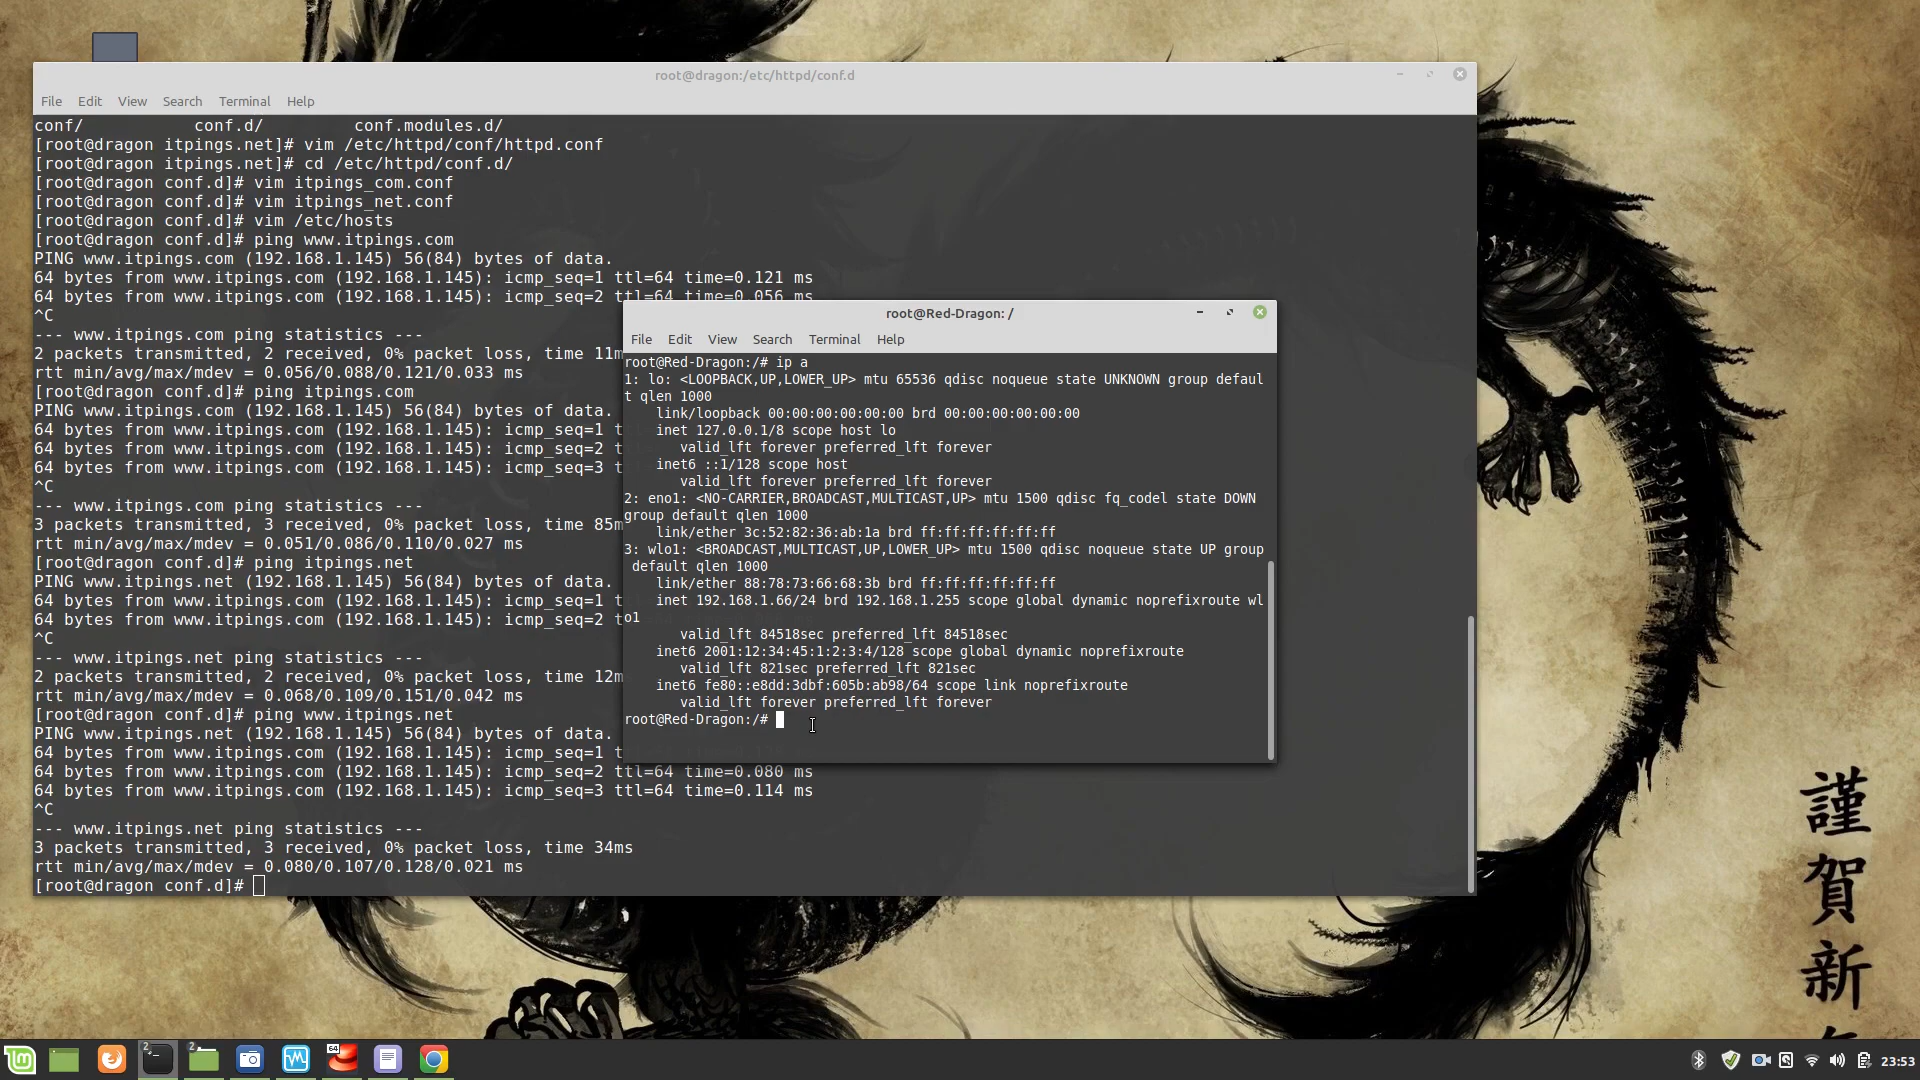 root@dragon:/etc/httpd/conf.d
File Edit View Search Terminal Help
conf/ conf.d/ conf.modules.d/
[root@dragon itpings.net]# vim /etc/httpd/conf/httpd.conf
[root@dragon itpings.net]# cd /etc/httpd/conf.d/
[root@dragon conf.d]# vim itpings_com.conf
[root@dragon conf.d]# vim itpings_net.conf
[root@dragon conf.d]# vim /etc/hosts
[root@dragon conf.d]# ping www.itpings.com
PING www.itpings.com (192.168.1.145) 56(84) bytes of data.
64 bytes from www.itpings.com (192.168.1.145): icmp_seq=1 ttl=64 time=0.121 ms
64 bytes from www.itpings.com (192.168.1.145): icmp_seq=2 ttl=64 time=0.056 ms
^C
--- www.itpings.com ping statistics ---
2 packets transmitted, 2 received, 0% packet loss, time 11m
rtt min/avg/max/mdev = 0.056/0.088/0.121/0.033 ms
[root@dragon conf.d]# ping itpings.com
PING www.itpings.com (192.168.1.145) 56(84) bytes of data.
64 bytes from www.itpings.com (192.168.1.145): icmp_seq=1 t
64 bytes from www.itpings.com (192.168.1.145): icmp_seq=2 t
64 bytes from www.itpings.com (192.168.1.145): icmp_seq=3 t
^C
--- www.itpings.com ping statistics ---
3 packets transmitted, 3 received, 0% packet loss, time 85m
rtt min/avg/max/mdev = 0.051/0.086/0.110/0.027 ms
[root@dragon conf.d]# ping itpings.net
PING www.itpings.net (192.168.1.145) 56(84) bytes of data.
64 bytes from www.itpings.com (192.168.1.145): icmp_seq=1 t
64 bytes from www.itpings.com (192.168.1.145): icmp_seq=2 t
^C
--- www.itpings.net ping statistics ---
2 packets transmitted, 2 received, 0% packet loss, time 12m
rtt min/avg/max/mdev = 0.068/0.109/0.151/0.042 ms
[root@dragon conf.d]# ping www.itpings.net
PING www.itpings.net (192.168.1.145) 56(84) bytes of data.
64 bytes from www.itpings.com (192.168.1.145): icmp_seq=1 t
64 bytes from www.itpings.com (192.168.1.145): icmp_seq=2 ttl=64 time=0.080 ms
64 bytes from www.itpings.com (192.168.1.145): icmp_seq=3 ttl=64 time=0.114 ms
^C
--- www.itpings.net ping statistics ---
3 packets transmitted, 3 received, 0% packet loss, time 34ms
rtt min/avg/max/mdev = 0.080/0.107/0.128/0.021 ms
[root@dragon conf.d]#
root@Red-Dragon: /
File Edit View Search Terminal Help
root@Red-Dragon:/# ip a
1: lo: <LOOPBACK,UP,LOWER_UP> mtu 65536 qdisc noqueue state UNKNOWN group defaul
t qlen 1000
link/loopback 00:00:00:00:00:00 brd 00:00:00:00:00:00
inet 127.0.0.1/8 scope host lo
valid_lft forever preferred_lft forever
inet6 ::1/128 scope host
valid_lft forever preferred_lft forever
2: eno1: <NO-CARRIER,BROADCAST,MULTICAST,UP> mtu 1500 qdisc fq_codel state DOWN
group default qlen 1000
link/ether 3c:52:82:36:ab:1a brd ff:ff:ff:ff:ff:ff
3: wlo1: <BROADCAST,MULTICAST,UP,LOWER_UP> mtu 1500 qdisc noqueue state UP group
default qlen 1000
link/ether 88:78:73:66:68:3b brd ff:ff:ff:ff:ff:ff
inet 192.168.1.66/24 brd 192.168.1.255 scope global dynamic noprefixroute wl
o1
valid_lft 84518sec preferred_lft 84518sec
inet6 2001:12:34:45:1:2:3:4/128 scope global dynamic noprefixroute
valid_lft 821sec preferred_lft 821sec
inet6 fe80::e8dd:3dbf:605b:ab98/64 scope link noprefixroute
valid_lft forever preferred_lft forever
root@Red-Dragon:/#
謹賀新
2
2
64
23:53